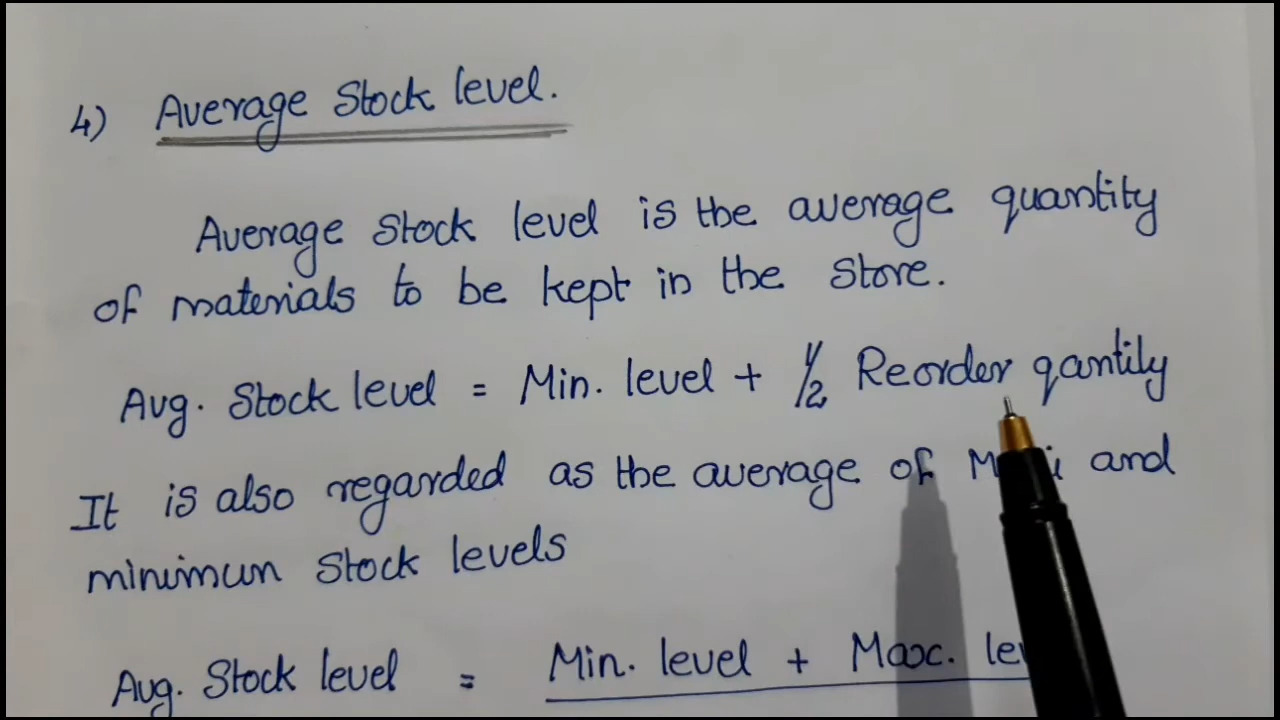 4) Average Stock level.
Average Stock level is the average quantity
of materials to be kept in the Store.
Avg. Stock level = Min. level + 1/2 Reorder qantily
It is also regarded as the average of and
minimun Stock levels
Avg. Stock level = Min. level + Max.